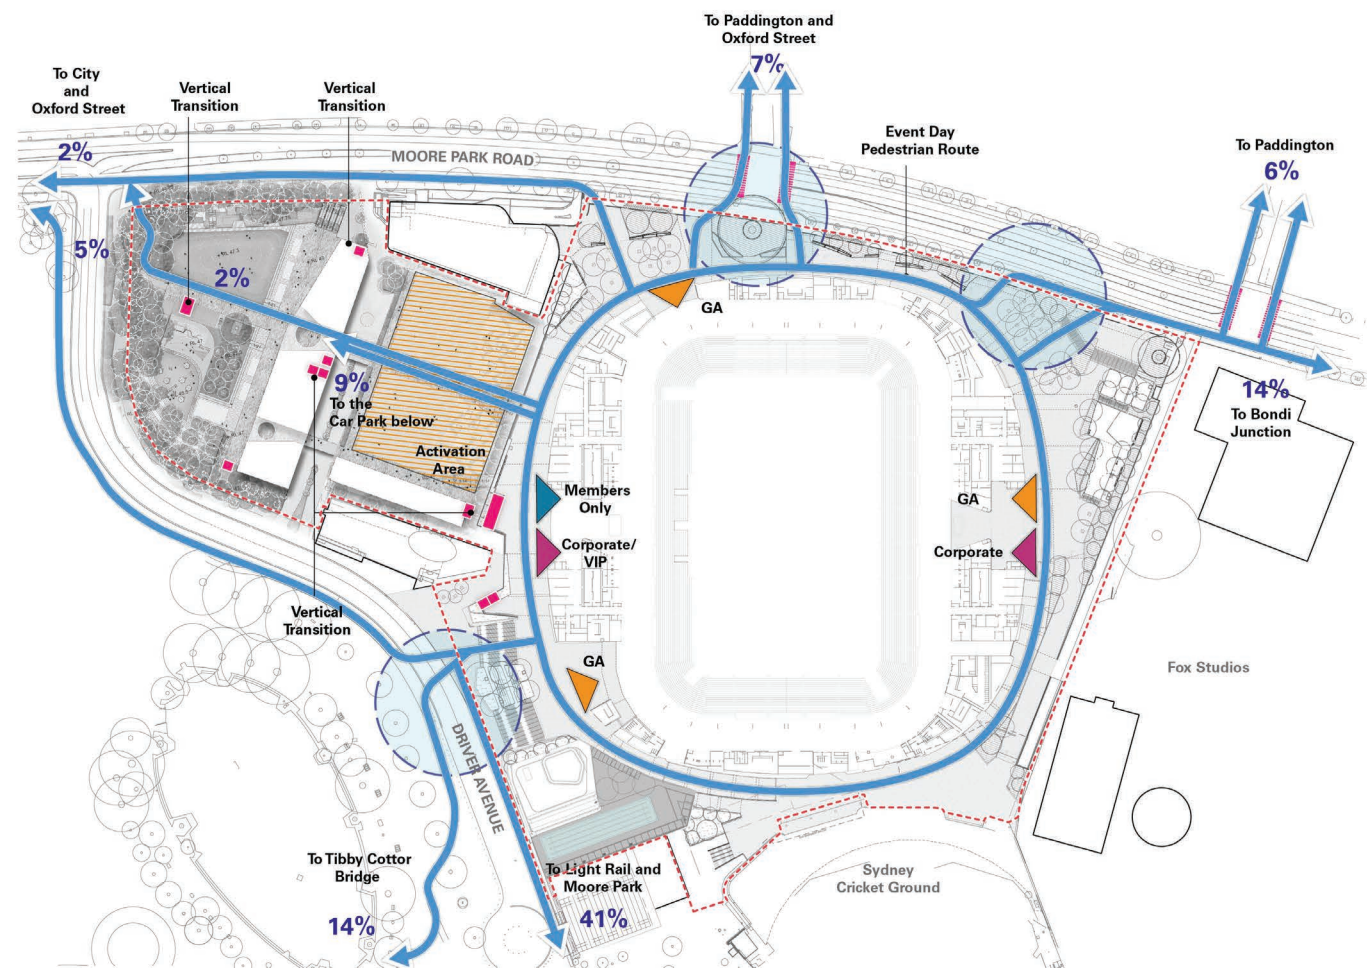 To Paddington and
Oxford Street
7%
To City
and
Oxford Street
Vertical
Transition
Vertical
Transition
Event Day
Pedestrian Route
To Paddington
6%
2%
MOORE PARK ROAD
5%
2%
GA
9%
To the
Car Park below
14%
To Bondi
Junction
Activation
Area
Members
Only
GA
Corporate/
VIP
Corporate
Vertical
Transition
GA
Fox Studios
DRIVER AVENUE
To Tibby Cottor
Bridge
14%
To Light Rail and
Moore Park
41%
Sydney
Cricket Ground